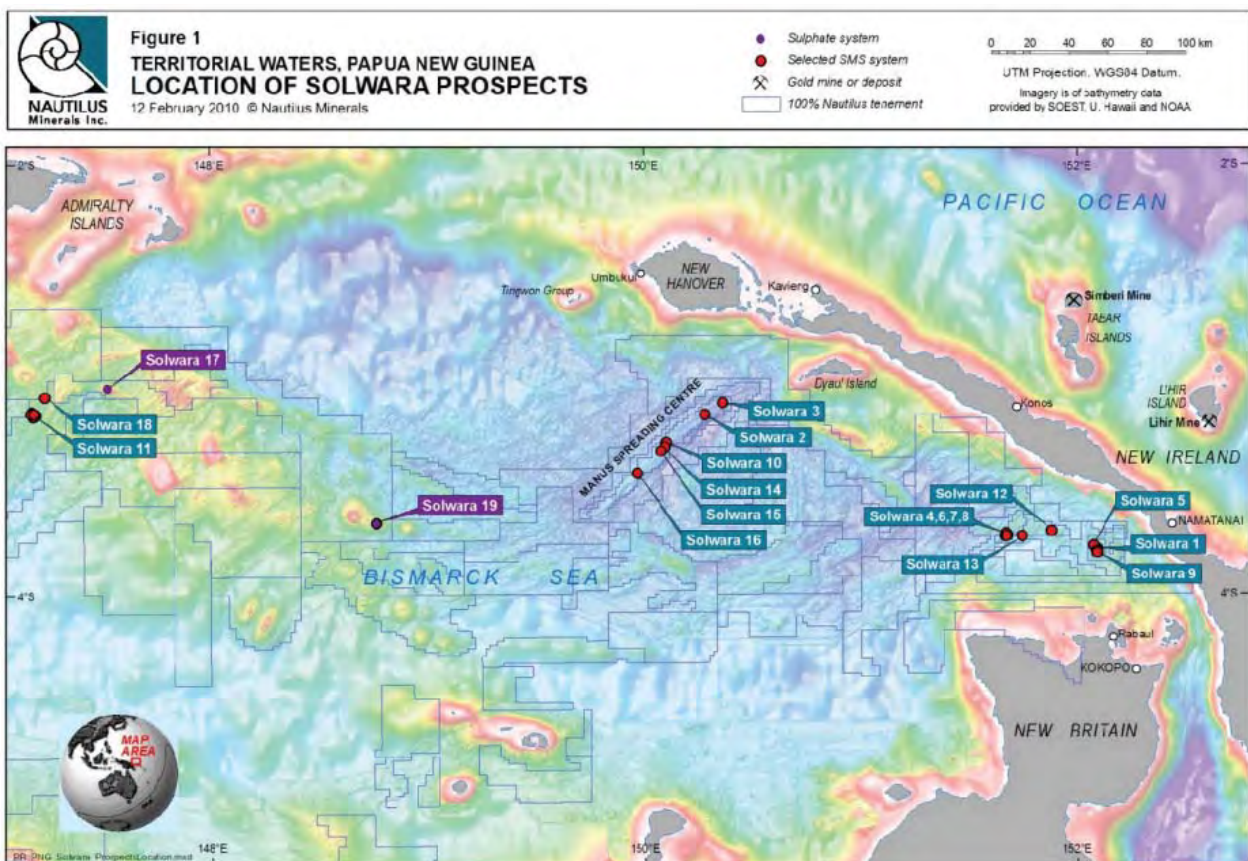 NAUTILUS
Minerals Inc.
Figure 1
TERRITORIAL WATERS, PAPUA NEW GUINEA
LOCATION OF SOLWARA PROSPECTS
12 February 2010 © Nautilus Minerals
Sulphate system
Selected SMS system
Gold mine or deposit
100% Nautilus tenement
0 20 40 60 80 100 km
UTM Projection. WGS84 Datum.
Imagery is of bathymetry data
provided by SOEST, U. Hawaii and NOAA
2°S
148°E
150°E
152°E
2°S
ADMIRALTY
ISLANDS
PACIFIC OCEAN
Umbukul
NEW
HANOVER
Tingwon Group
Kavieng
Simberi Mine
TABAR
ISLANDS
Solwara 17
Solwara 18
Solwara 11
Dyaul Island
LIHIR
ISLAND
Lihir Mine
Konos
NEW IRELAND
MANUS SPREADING CENTRE
Solwara 3
Solwara 2
Solwara 10
Solwara 14
Solwara 15
Solwara 16
Solwara 19
Solwara 12
Solwara 4,6,7,8
Solwara 13
Solwara 5
NAMATANAI
Solwara 1
Solwara 9
BISMARCK SEA
4°S
4°S
Rabaul
KOKOPO
NEW BRITAIN
MAP
AREA
148°E
150°E
152°E